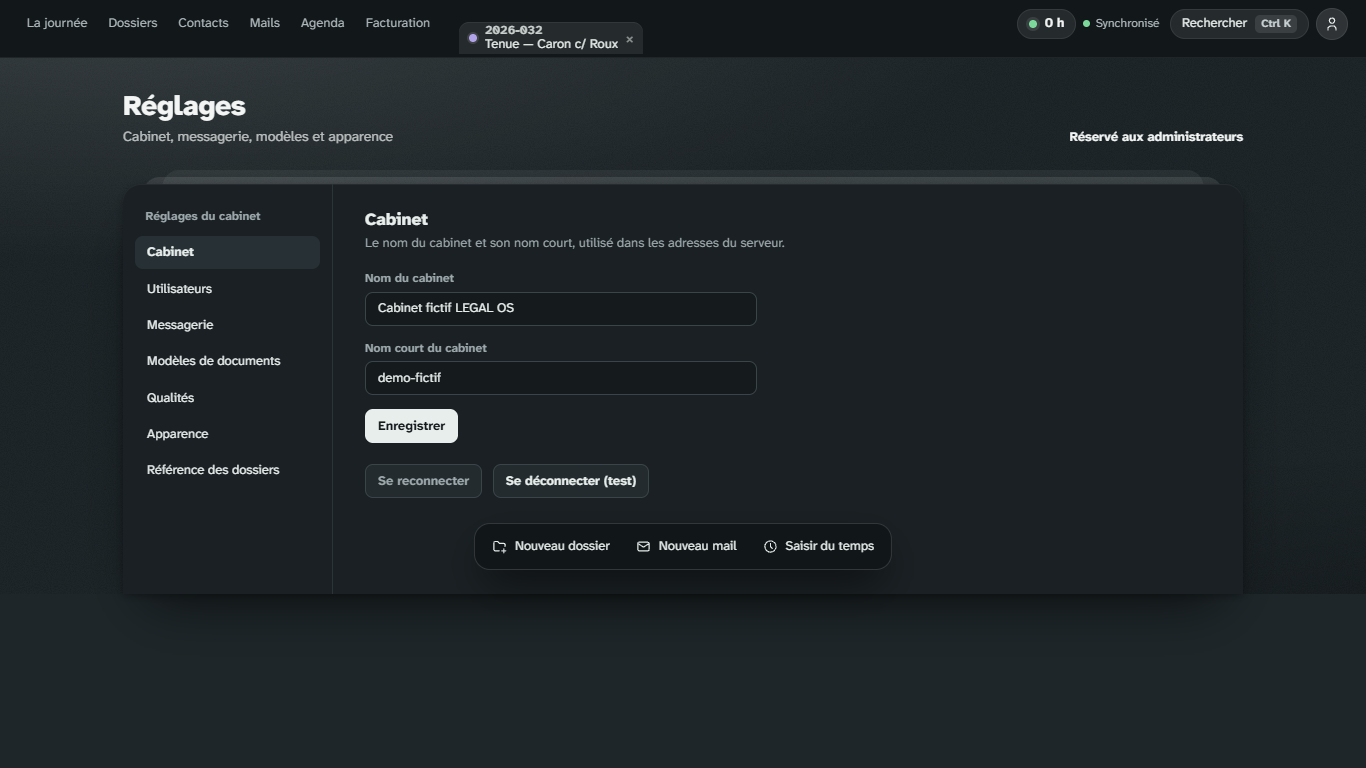 La journée
Dossiers
Contacts
Mails
Agenda
Facturation
2026-032
Tenue — Caron c/ Roux ×
0 h
Synchronisé
Rechercher Ctrl K
Réglages
Cabinet, messagerie, modèles et apparence
Réservé aux administrateurs
Réglages du cabinet
Cabinet
Utilisateurs
Messagerie
Modèles de documents
Qualités
Apparence
Référence des dossiers
Cabinet
Le nom du cabinet et son nom court, utilisé dans les adresses du serveur.
Nom du cabinet
Cabinet fictif LEGAL OS
Nom court du cabinet
demo-fictif
Enregistrer
Se reconnecter
Se déconnecter (test)
Nouveau dossier
Nouveau mail
Saisir du temps